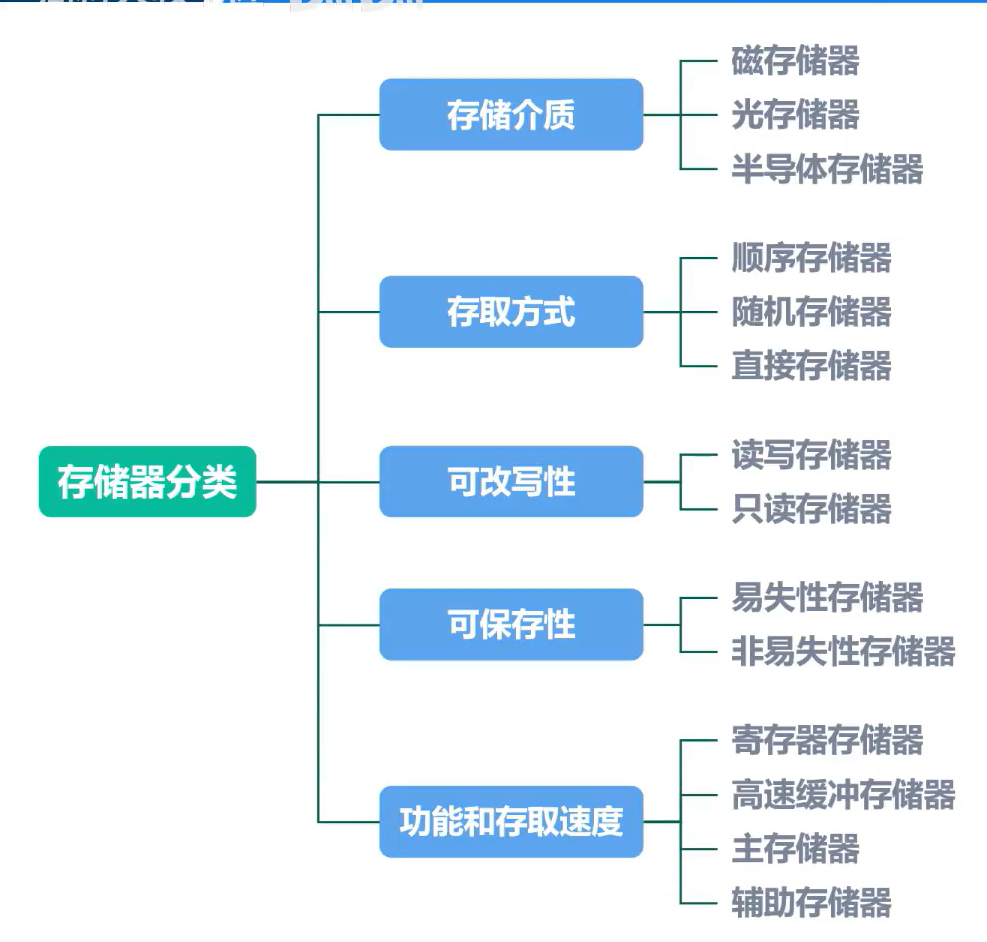 存储介质
磁存储器
光存储器
半导体存储器
存取方式
顺序存储器
随机存储器
直接存储器
存储器分类
可改写性
读写存储器
只读存储器
可保存性
易失性存储器
非易失性存储器
功能和存取速度
寄存器存储器
高速缓冲存储器
主存储器
辅助存储器